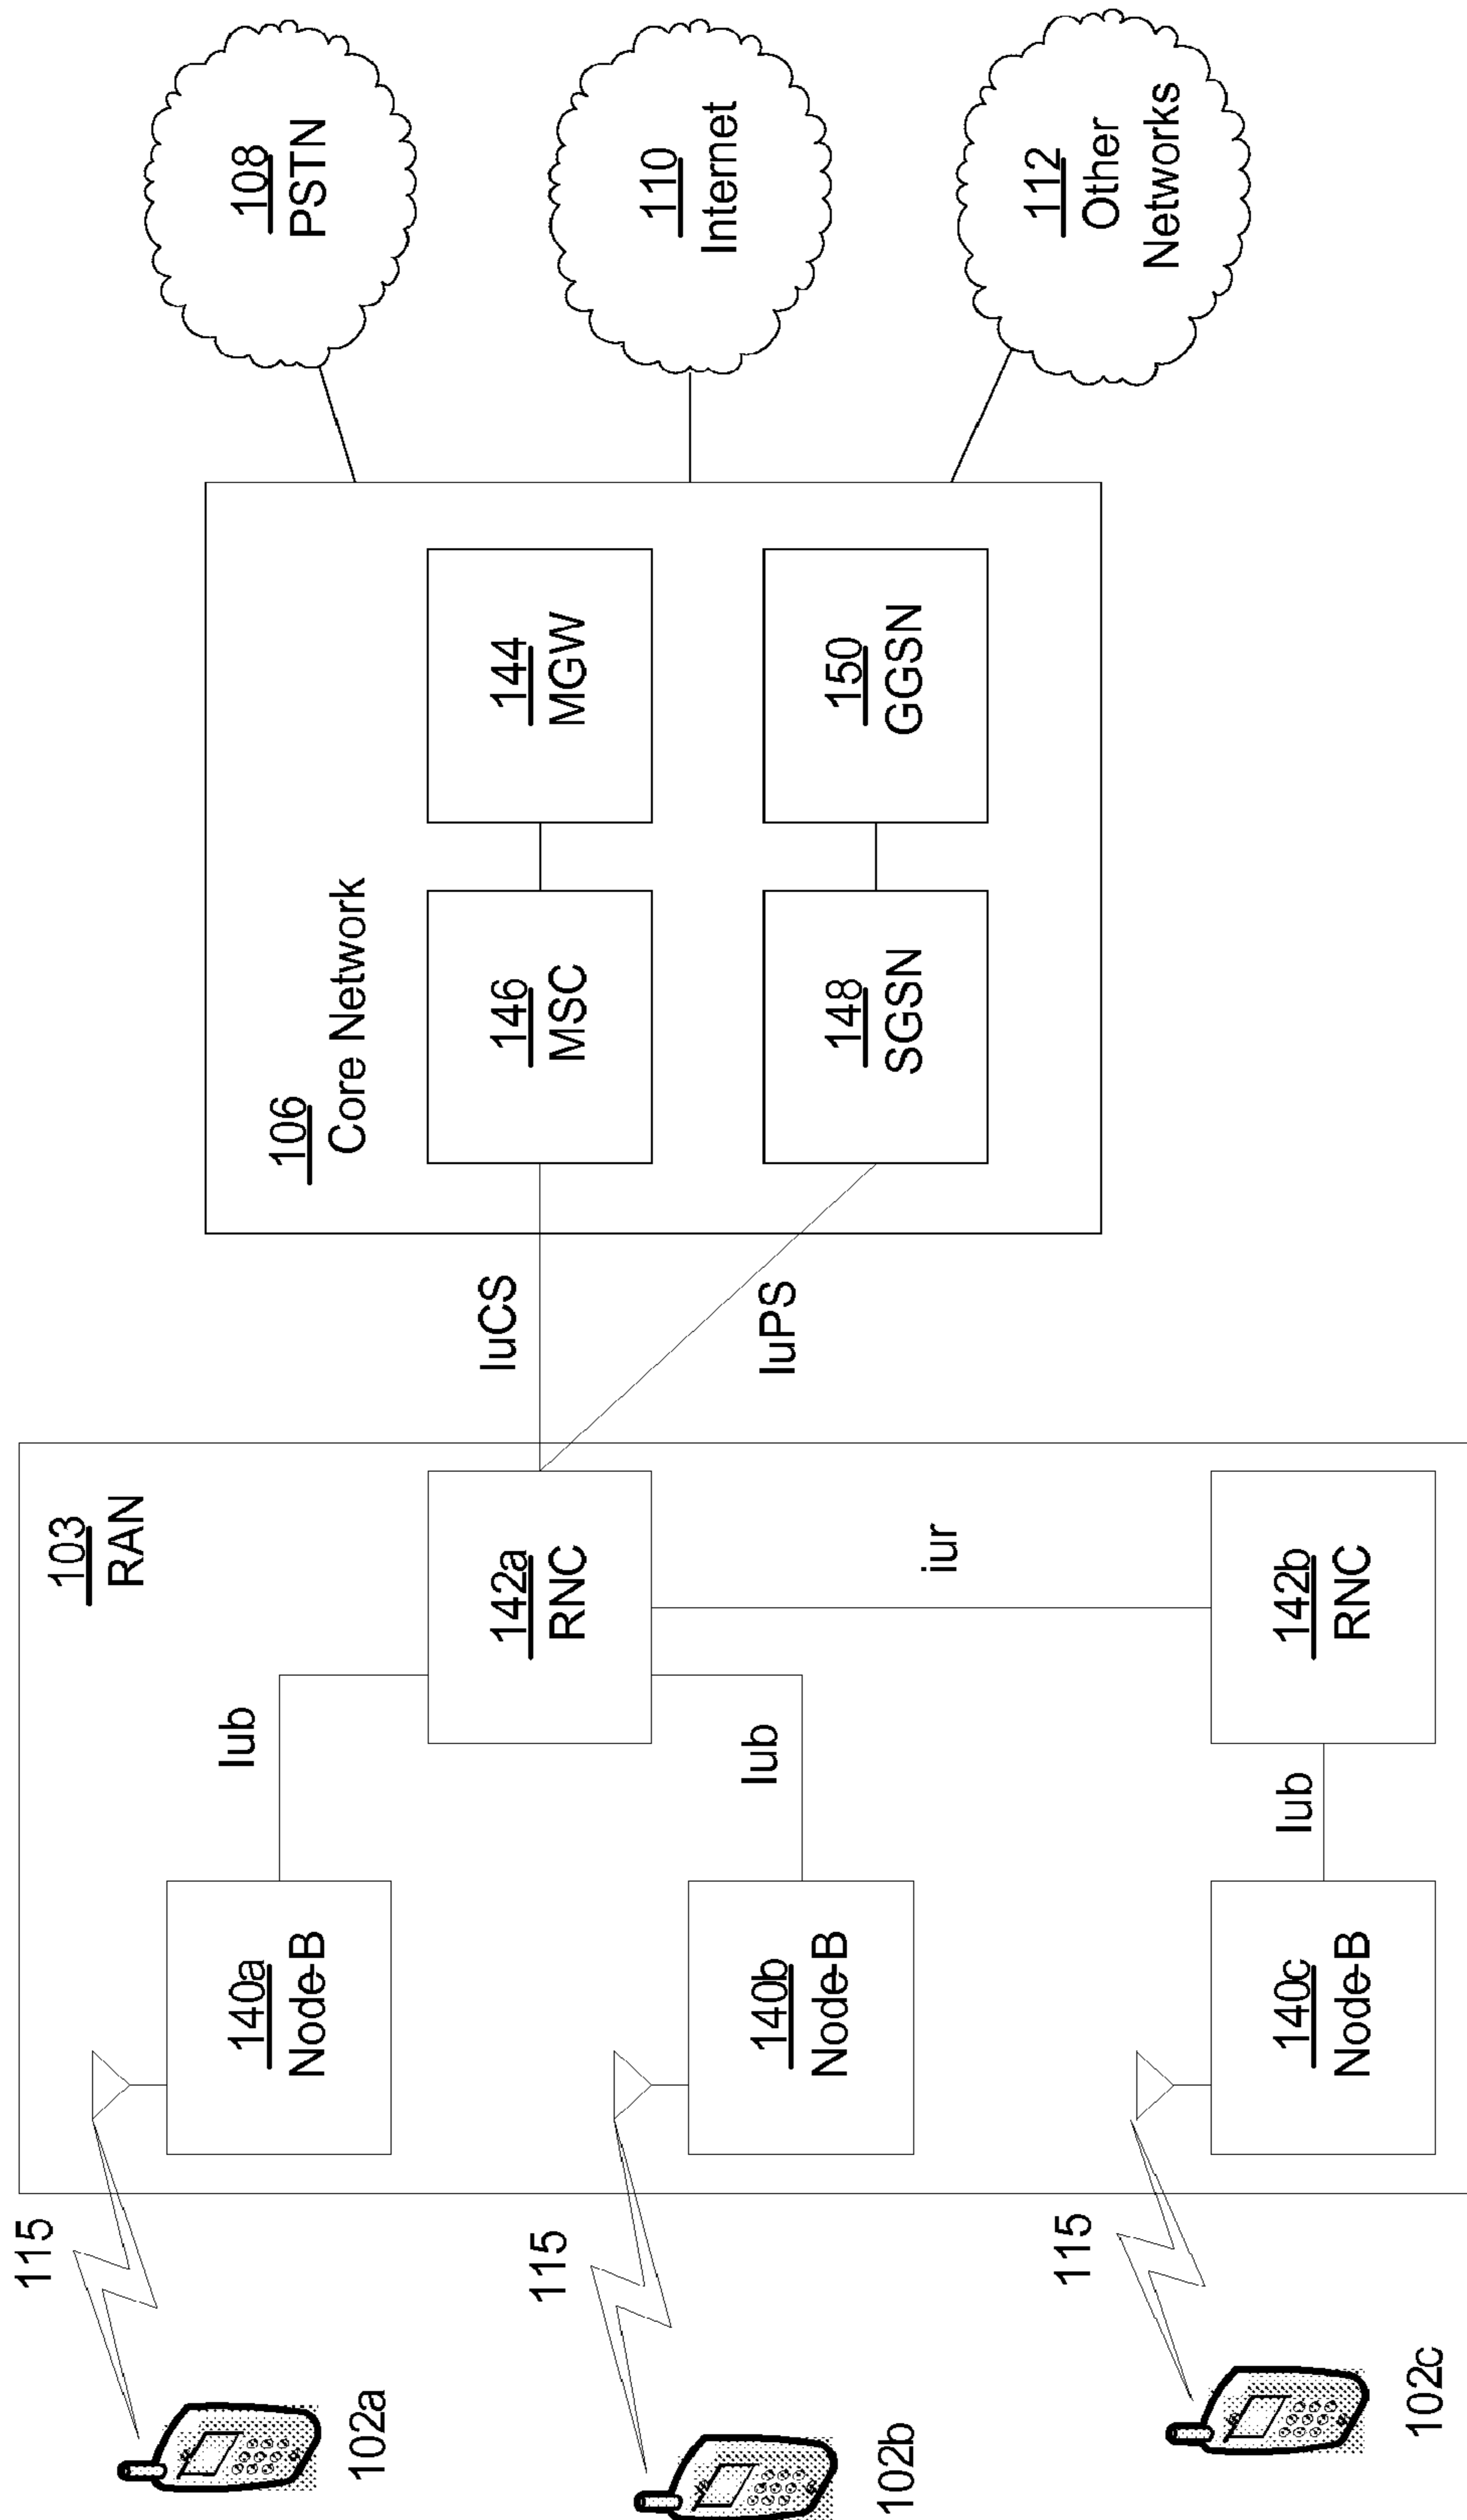 115
102a
115
102b
115
102c
103
RAN
140a
Node-B
140b
Node-B
140c
Node-B
Iub
Iub
Iub
142a
RNC
iur
142b
RNC
IuCS
IuPS
106
Core Network
146
MSC
144
MGW
148
SGSN
150
GGSN
108
PSTN
110
Internet
112
Other
Networks